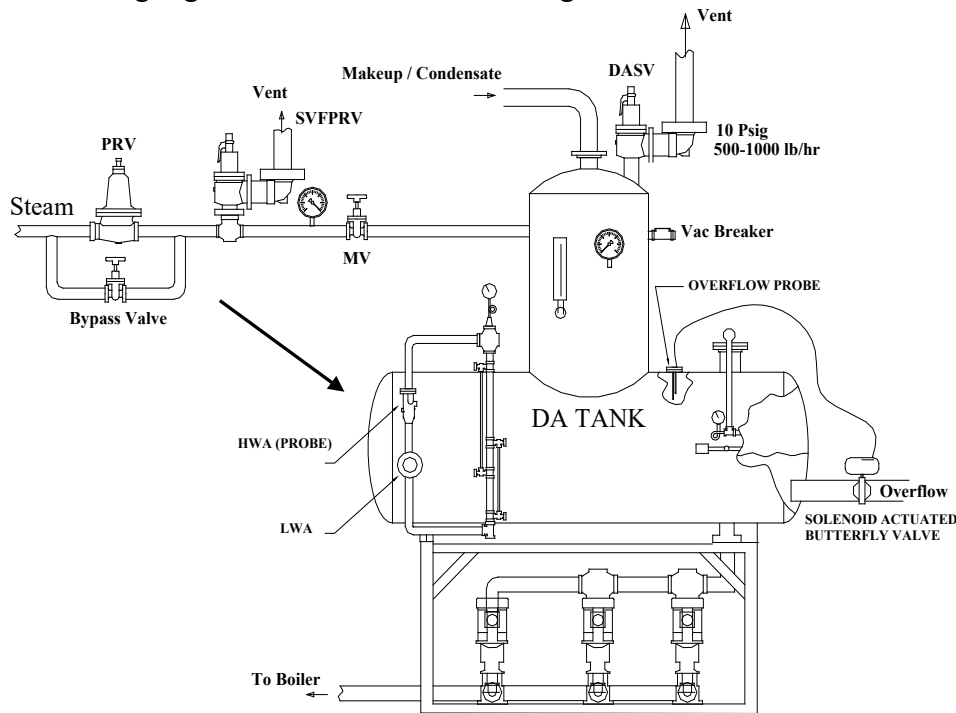 Vent
Makeup / Condensate
DASV
Vent
SVFPRV
PRV
10 Psig
500-1000 lb/hr
Steam
Vac Breaker
MV
OVERFLOW PROBE
Bypass Valve
DA TANK
HWA (PROBE)
Overflow
LWA
SOLENOID ACTUATED
BUTTERFLY VALVE
To Boiler